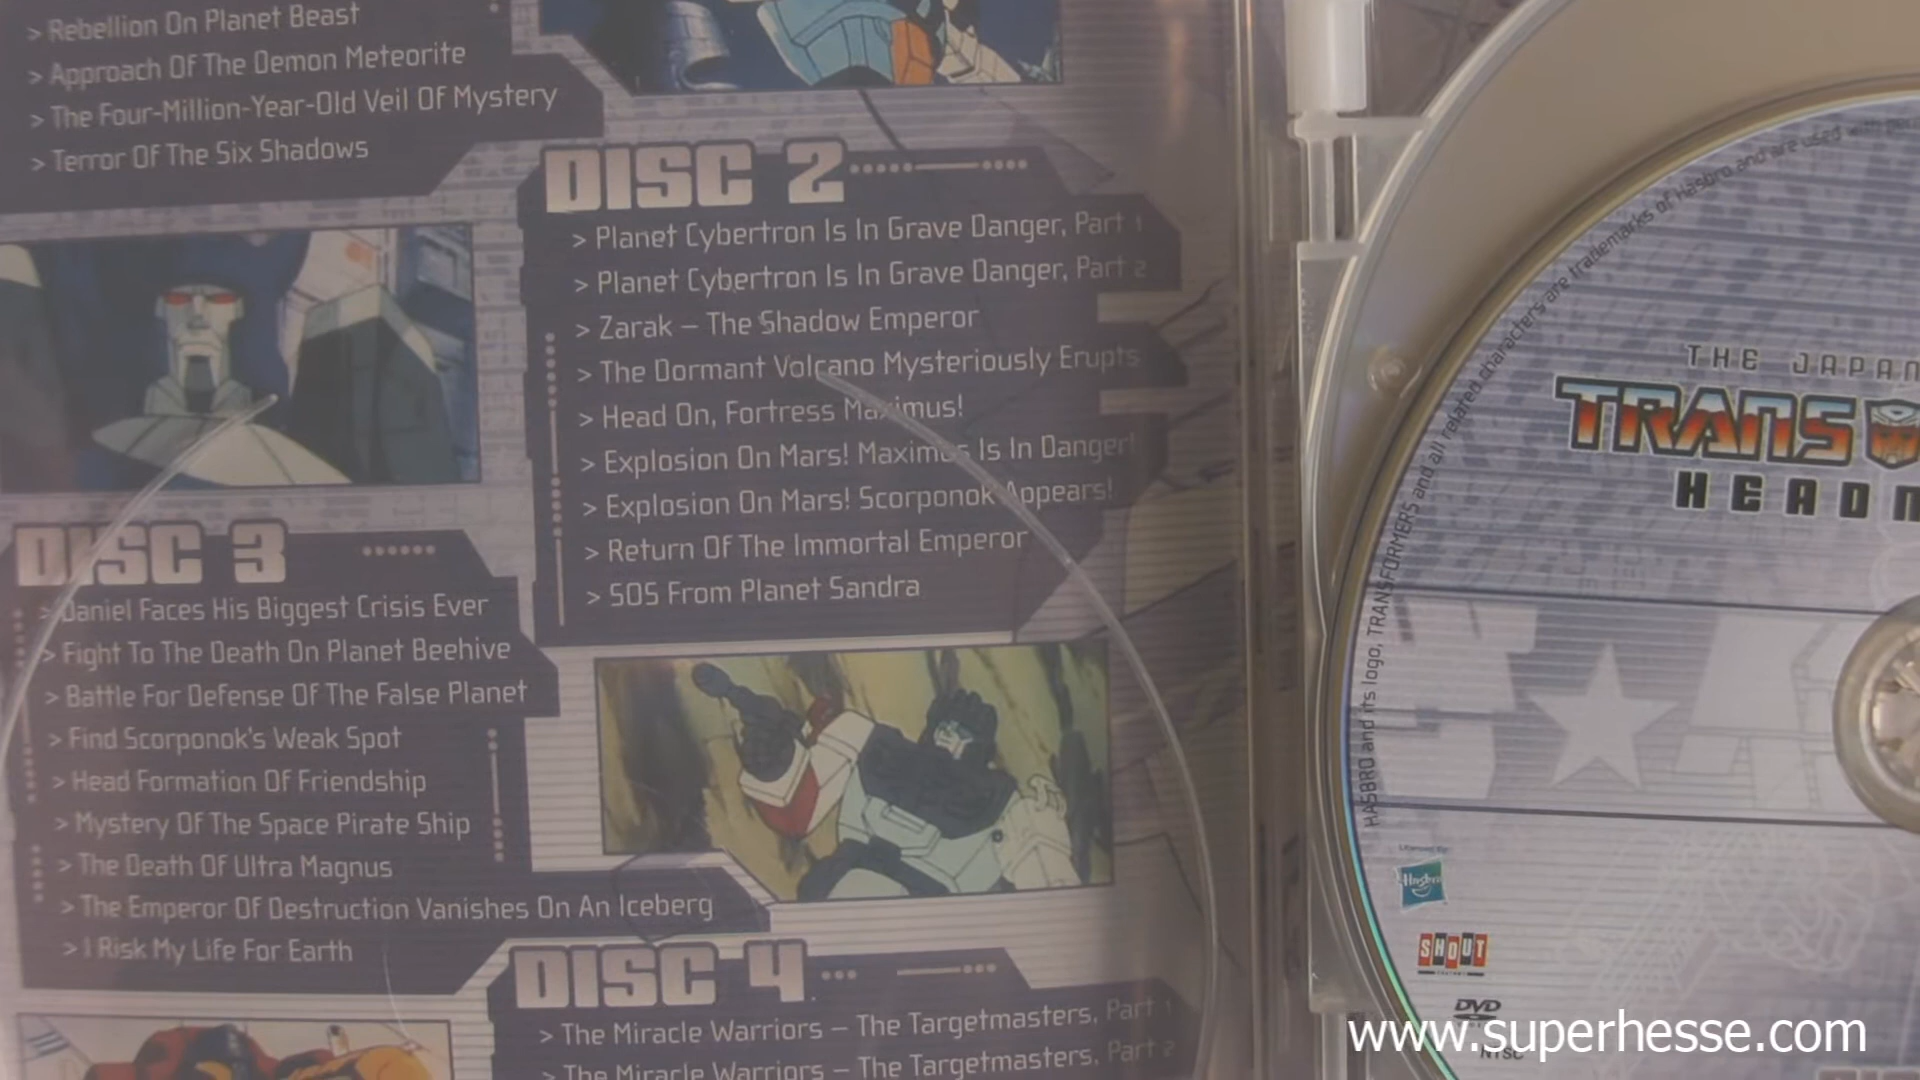 > Rebellion On Planet Beast
> Approach Of The Demon Meteorite
> The Four-Million-Year-Old Veil Of Mystery
> Terror Of The Six Shadows
DISC 2
> Planet Cybertron Is In Grave Danger, Part 1
> Planet Cybertron Is In Grave Danger, Part 2
> Zarak – The Shadow Emperor
> The Dormant Volcano Mysteriously Erupts
> Head On, Fortress Maximus!
> Explosion On Mars! Maximus Is In Danger!
> Explosion On Mars! Scorponok Appears!
> Return Of The Immortal Emperor
> SOS From Planet Sandra
DISC 3
> Daniel Faces His Biggest Crisis Ever
> Fight To The Death On Planet Beehive
> Battle For Defense Of The False Planet
> Find Scorponok's Weak Spot
> Head Formation Of Friendship
> Mystery Of The Space Pirate Ship
> The Death Of Ultra Magnus
> The Emperor Of Destruction Vanishes On An Iceberg
> I Risk My Life For Earth
DISC 4
> The Miracle Warriors – The Targetmasters, Part 1
> The Miracle Warriors – The Targetmasters, Part 2
HASBRO and its logo, TRANSFORMERS and all related characters are trademarks of Hasbro and are used with
THE JAPAN
TRANS
HEADM
Licensed By:
Hasbro
SHOUT
DVD
NTSC
www.superhesse.com